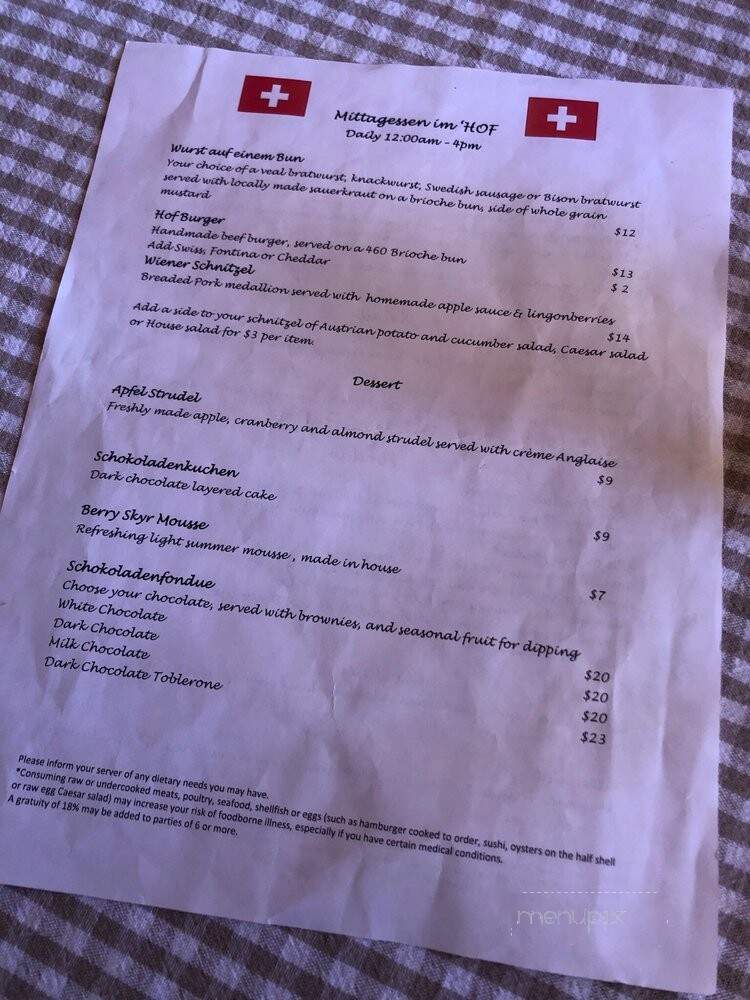 Mittagessen im 'HOF
Daily 12:00am - 4pm
Wurst auf einem Bun
Your choice of a veal bratwurst, knackwurst, Swedish sausage or Bison bratwurst
served with locally made sauerkraut on a brioche bun, side of whole grain
mustard
$12
Hof Burger
Handmade beef burger, served on a 460 Brioche bun
$13
Add Swiss, Fontina or Cheddar
$ 2
Wiener Schnitzel
Breaded Pork medallion served with homemade apple sauce & lingonberries
$14
Add a side to your schnitzel of Austrian potato and cucumber salad, Caesar salad
or House salad for $3 per item.
Dessert
Apfel Strudel
Freshly made apple, cranberry and almond strudel served with crème Anglaise
$9
Schokoladenkuchen
Dark chocolate layered cake
$9
Berry Skyr Mousse
Refreshing light summer mousse , made in house
$7
Schokoladenfondue
Choose your chocolate, served with brownies, and seasonal fruit for dipping
White Chocolate $20
Dark Chocolate $20
Milk Chocolate $20
Dark Chocolate Toblerone $23
Please inform your server of any dietary needs you may have.
*Consuming raw or undercooked meats, poultry, seafood, shellfish or eggs (such as hamburger cooked to order, sushi, oysters on the half shell
or raw egg Caesar salad) may increase your risk of foodborne illness, especially if you have certain medical conditions.
A gratuity of 18% may be added to parties of 6 or more.
menupix